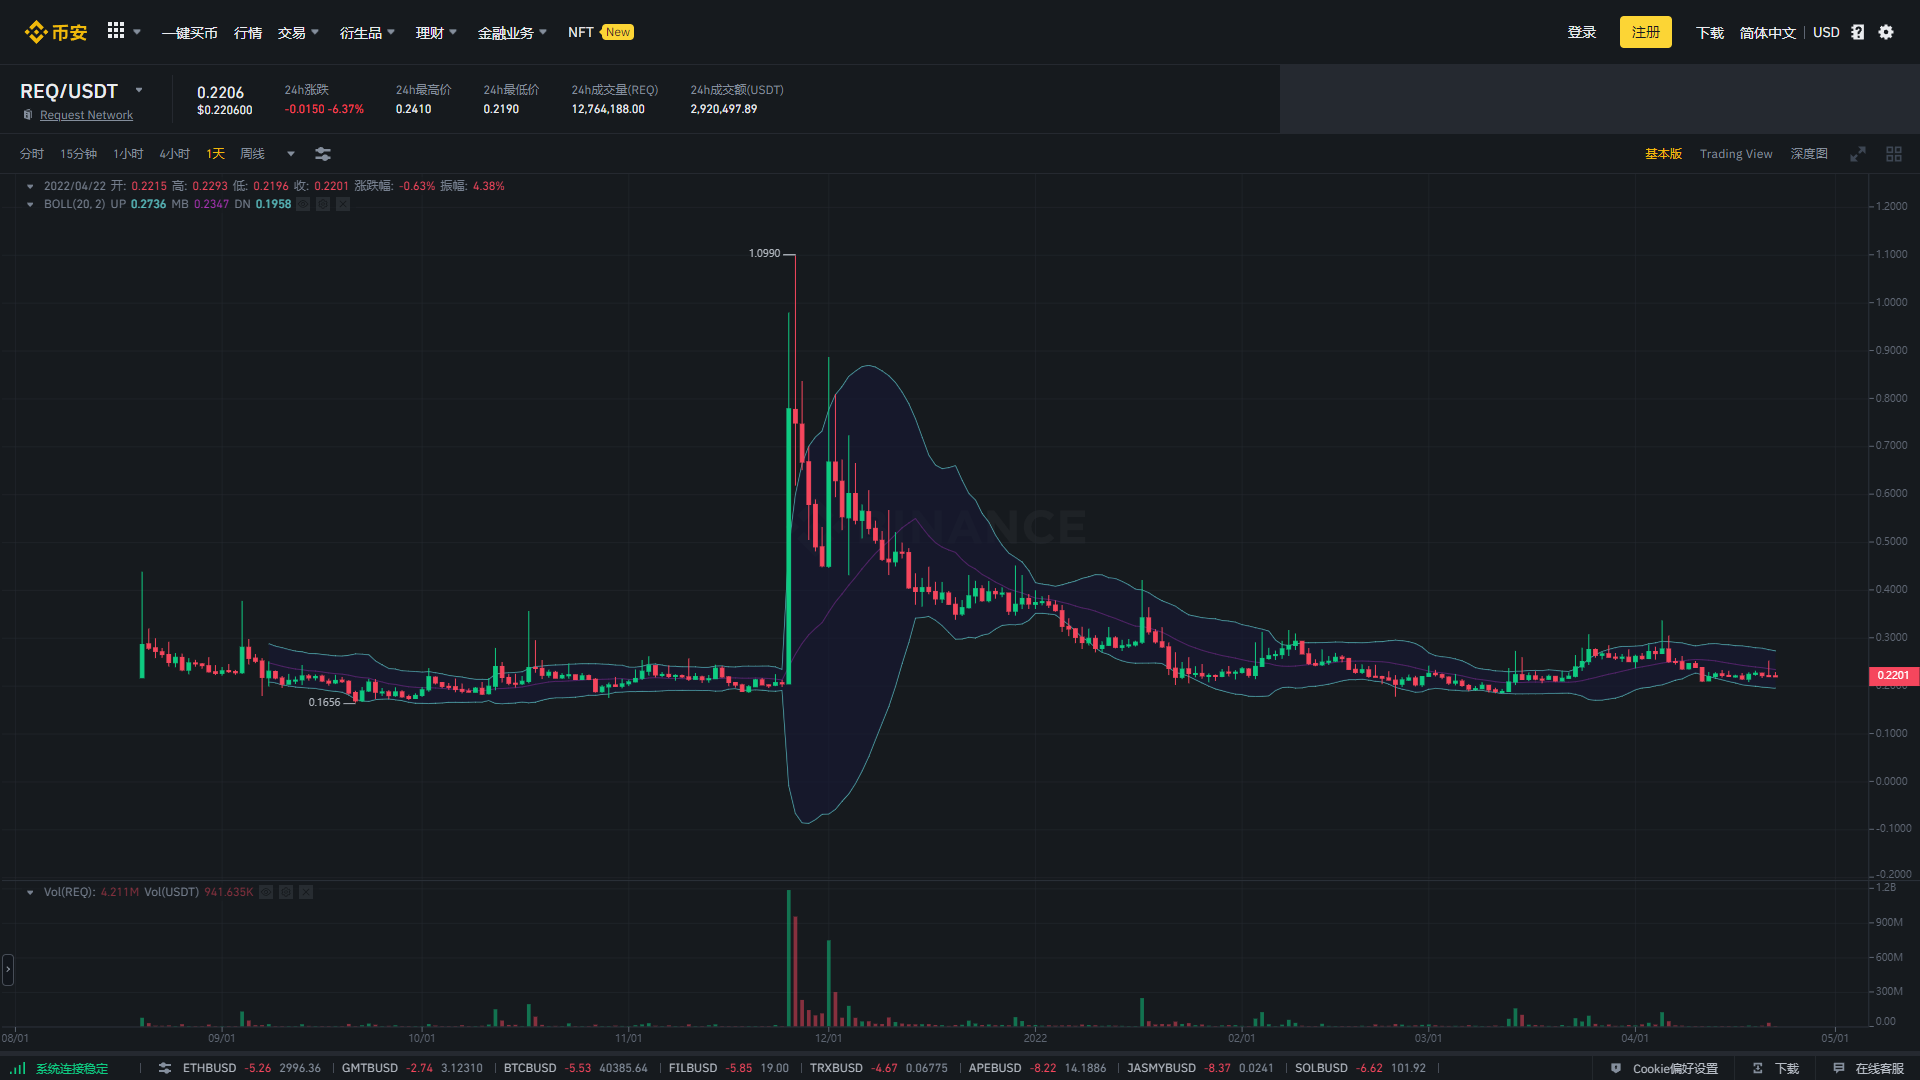 币安 一键买币 行情 交易 衍生品 理财 金融业务 NFT New 登录 注册 下载 简体中文 USD
REQ/USDT
Request Network
0.2206
$0.220600
24h涨跌
-0.0150 -6.37%
24h最高价
0.2410
24h最低价
0.2190
24h成交量(REQ)
12,764,188.00
24h成交额(USDT)
2,920,497.89
分时 15分钟 1小时 4小时 1天 周线 基本版 Trading View 深度图
2022/04/22 开: 0.2215 高: 0.2293 低: 0.2196 收: 0.2201 涨跌幅: -0.63% 振幅: 4.38%
BOLL(20, 2) UP 0.2736 MB 0.2347 DN 0.1958
1.2000
1.1000
1.0990
1.0000
0.9000
0.8000
0.7000
0.6000
0.5000
0.4000
0.3000
0.2201
0.2000
0.1656
0.1000
0.0000
-0.1000
-0.2000
Vol(REQ): 4.211M Vol(USDT) 941.635K
1.2B
900M
600M
300M
0.00
08/01 09/01 10/01 11/01 12/01 2022 02/01 03/01 04/01 05/01
系统连接稳定 ETHBUSD -5.26 2996.36 GMTBUSD -2.74 3.12310 BTCBUSD -5.53 40385.64 FILBUSD -5.85 19.00 TRXBUSD -4.67 0.06775 APEBUSD -8.22 14.1886 JASMYBUSD -8.37 0.0241 SOLBUSD -6.62 101.92 Cookie偏好设置 下载 在线客服